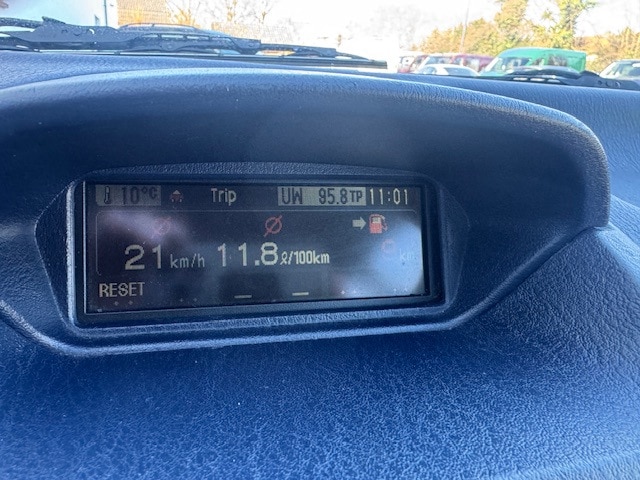 10°C Trip UW 95.8 TP 11:01
21 km/h 11.8 ℓ/100km
RESET